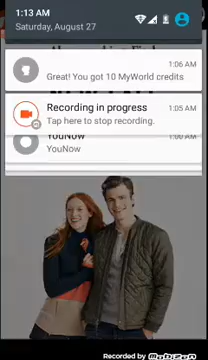 1:13 AM
Saturday, August 27
1:06 AM
Great! You got 10 MyWorld credits
Recording in progress 1:05 AM
Tap here to stop recording.
YouNow 1:00 AM
YouNow
Recorded by